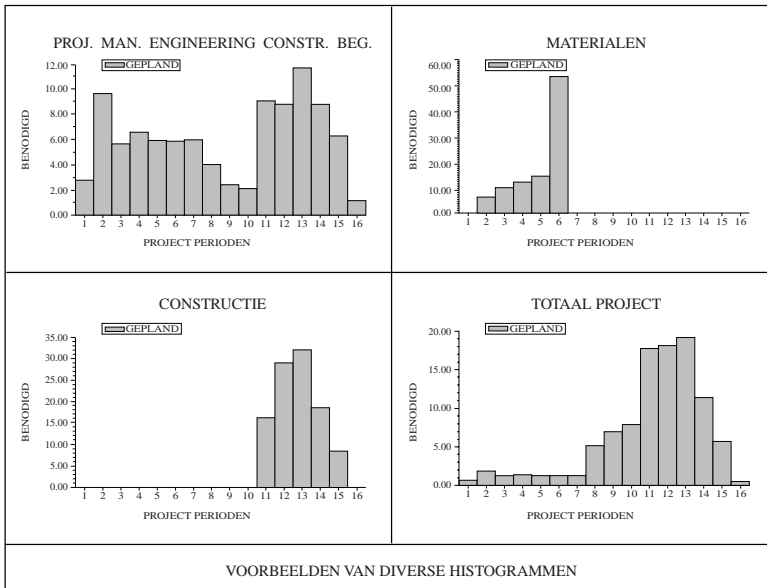 PROJ. MAN. ENGINEERING CONSTR. BEG.
GEPLAND
12.00
10.00
8.00
6.00
4.00
2.00
0.00
BENODIGD
1 2 3 4 5 6 7 8 9 10 11 12 13 14 15 16
PROJECT PERIODEN
MATERIALEN
GEPLAND
60.00
50.00
40.00
30.00
20.00
10.00
0.00
BENODIGD
1 2 3 4 5 6 7 8 9 10 11 12 13 14 15 16
PROJECT PERIODEN
CONSTRUCTIE
GEPLAND
35.00
30.00
25.00
20.00
15.00
10.00
5.00
0.00
BENODIGD
1 2 3 4 5 6 7 8 9 10 11 12 13 14 15 16
PROJECT PERIODEN
TOTAAL PROJECT
GEPLAND
20.00
15.00
10.00
5.00
0.00
BENODIGD
1 2 3 4 5 6 7 8 9 10 11 12 13 14 15 16
PROJECT PERIODEN
VOORBEELDEN VAN DIVERSE HISTOGRAMMEN